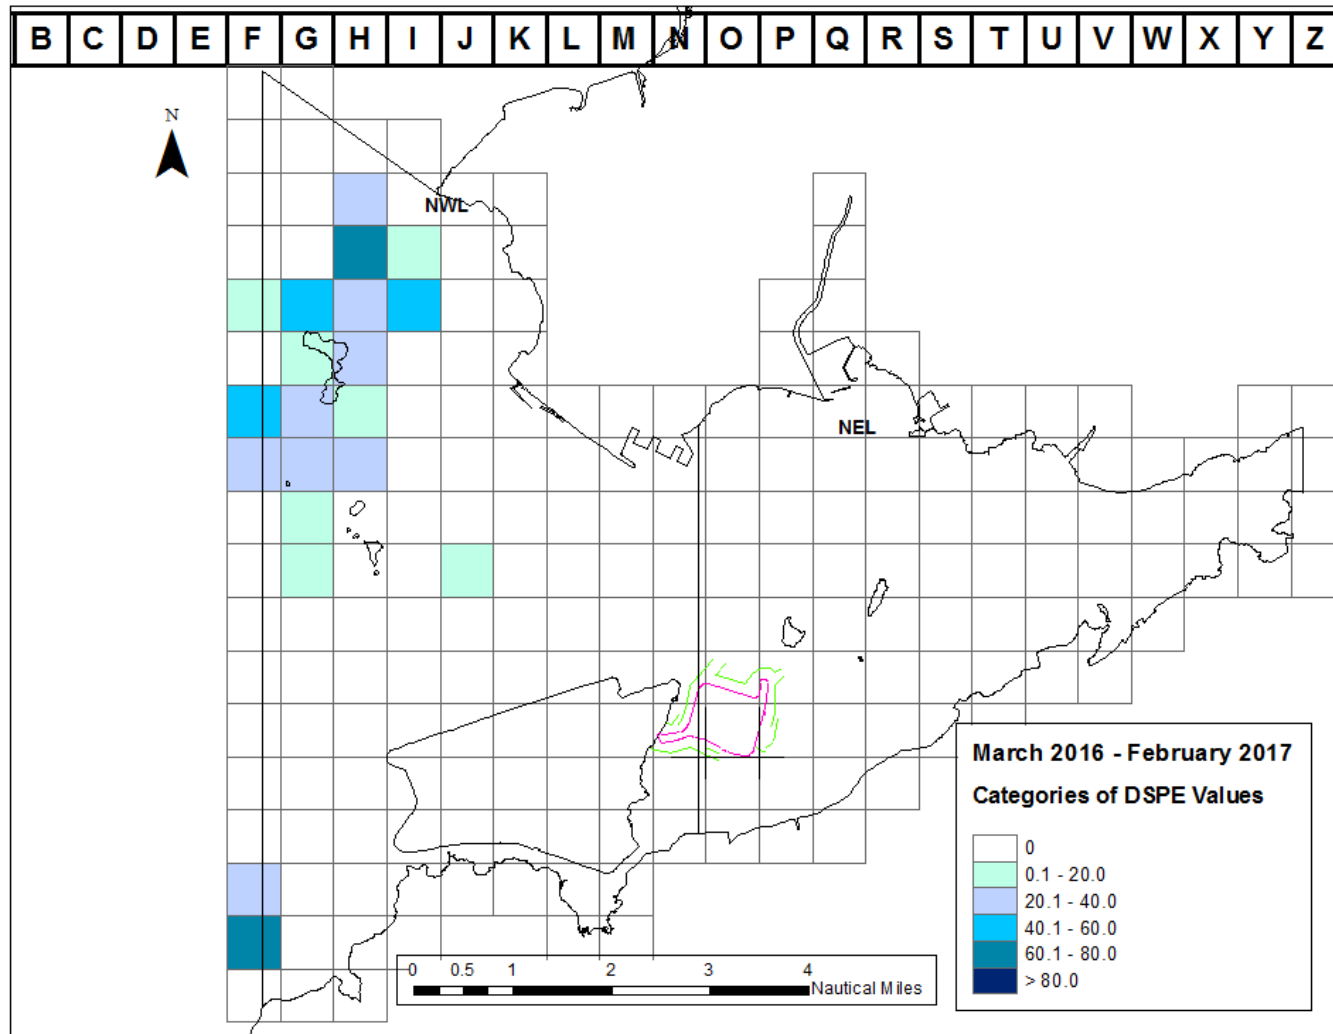 B C D E F G H I J K L M N O P Q R S T U V W X Y Z
N
NWL
NEL
March 2016 - February 2017
Categories of DSPE Values
0
0.1 - 20.0
20.1 - 40.0
40.1 - 60.0
60.1 - 80.0
> 80.0
0 0.5 1 2 3 4
Nautical Miles